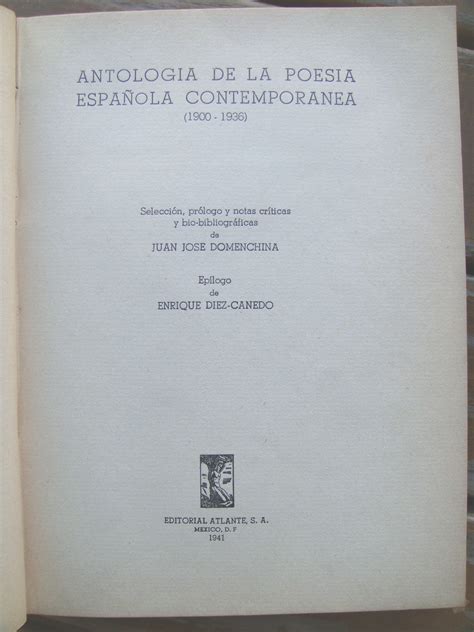 ANTOLOGIA DE LA POESIA
ESPAÑOLA CONTEMPORANEA
(1900 - 1936)
Selección, prólogo y notas críticas
y bio-bibliográficas
de
JUAN JOSE DOMENCHINA
Epílogo
de
ENRIQUE DIEZ-CANEDO
EDITORIAL ATLANTE, S. A.
MEXICO, D. F
1941